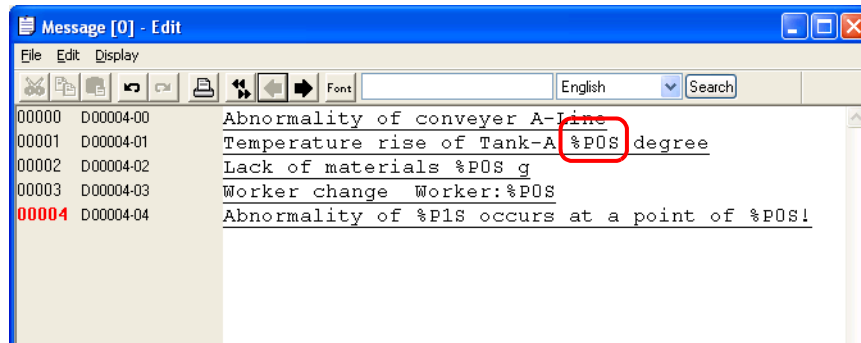 Message [0] - Edit
File Edit Display
Font English Search
00000 D00004-00 Abnormality of conveyer A-Line
00001 D00004-01 Temperature rise of Tank-A %P0S degree
00002 D00004-02 Lack of materials %P0S g
00003 D00004-03 Worker change Worker:%P0S
00004 D00004-04 Abnormality of %P1S occurs at a point of %P0S!